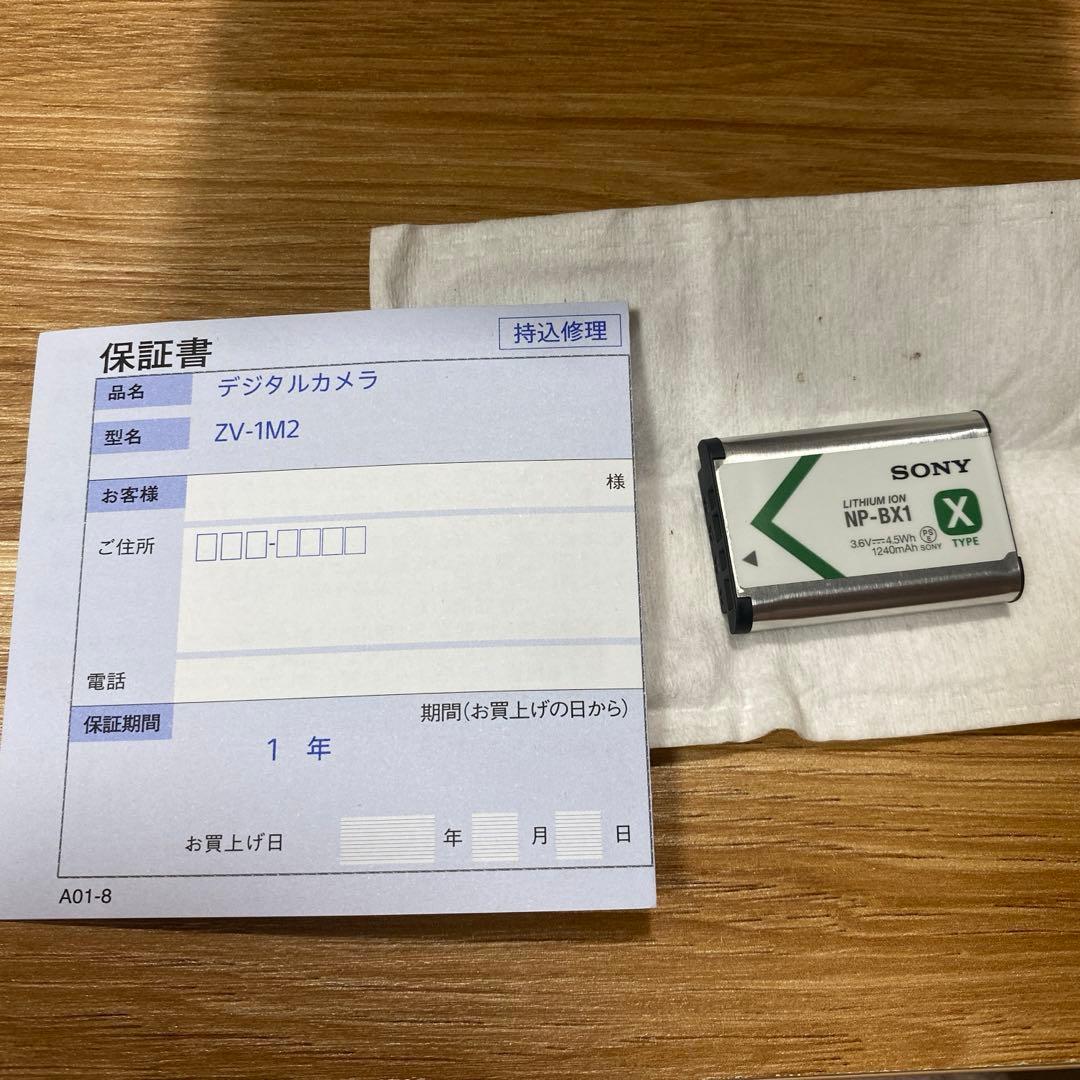 保証書
持込修理
品名 デジタルカメラ
型名 ZV-1M2
お客様 様
ご住所
電話
保証期間 期間(お買上げの日から)
1 年
お買上げ日 年 月 日
A01-8
SONY
LITHIUM ION
NP-BX1
X
TYPE
3.6V⎓4.5Wh
1240mAh SONY
PS
E